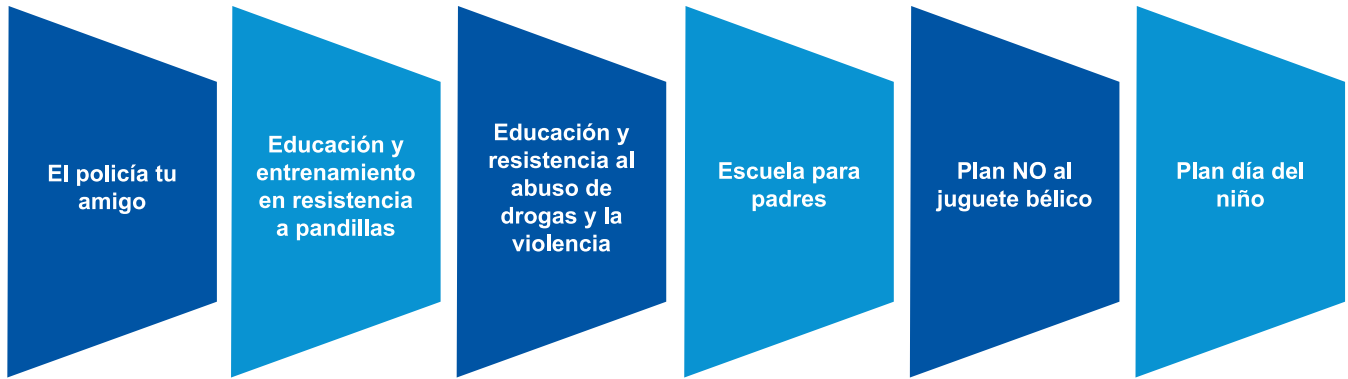 El policía tu
amigo
Educación y
entrenamiento
en resistencia
a pandillas
Educación y
resistencia al
abuso de
drogas y la
violencia
Escuela para
padres
Plan NO al
juguete bélico
Plan día del
niño